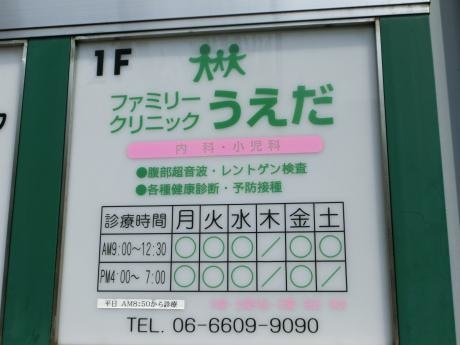 1F
ファミリー
クリニック うえだ
内科・小児科
●腹部超音波・レントゲン検査
●各種健康診断・予防接種
診療時間 月 火 水 木 金 土
AM9:00～12:30 ○ ○ ○ ／ ○ ○
PM4:00～ 7:00 ○ ○ ○ ／ ○ ／
平日 AM8:50から診療
TEL. 06-6609-9090